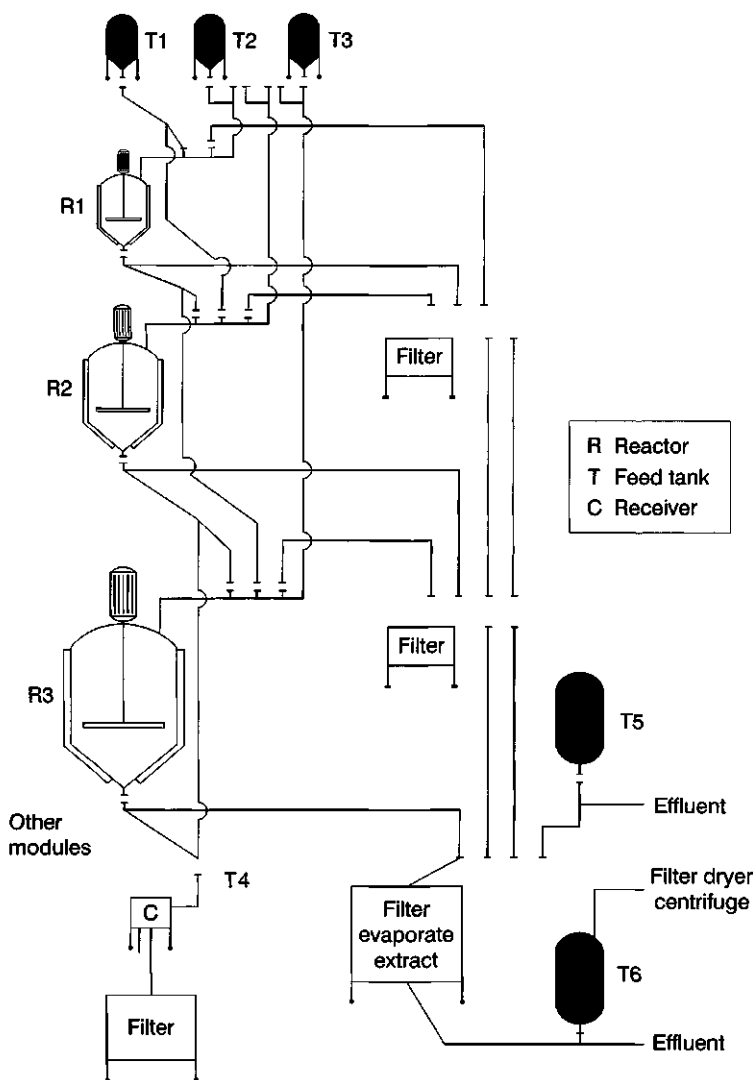 T1
T2
T3
R1
R2
Filter
R Reactor
T Feed tank
C Receiver
Filter
R3
T5
Other
modules
Effluent
T4
C
Filter
evaporate
extract
Filter dryer
centrifuge
T6
Filter
Effluent